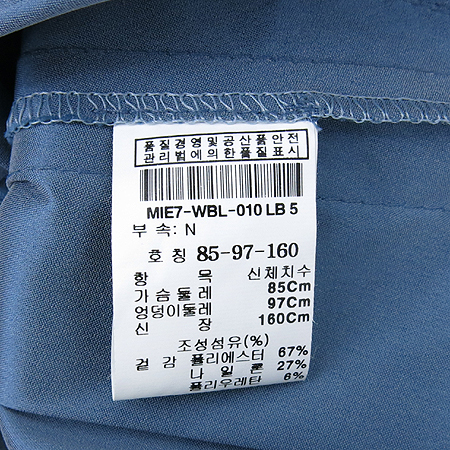 품질경영및공산품안전
관리법에의한품질표시
MIE7-WBL-010 LB 5
부 속: N
호 칭 85-97-160
항 목 신체치수
가슴둘레 85Cm
엉덩이둘레 97Cm
신 장 160Cm
조성섬유(%)
겉 감 폴리에스터 67%
나 일 론 27%
폴리우레탄 6%